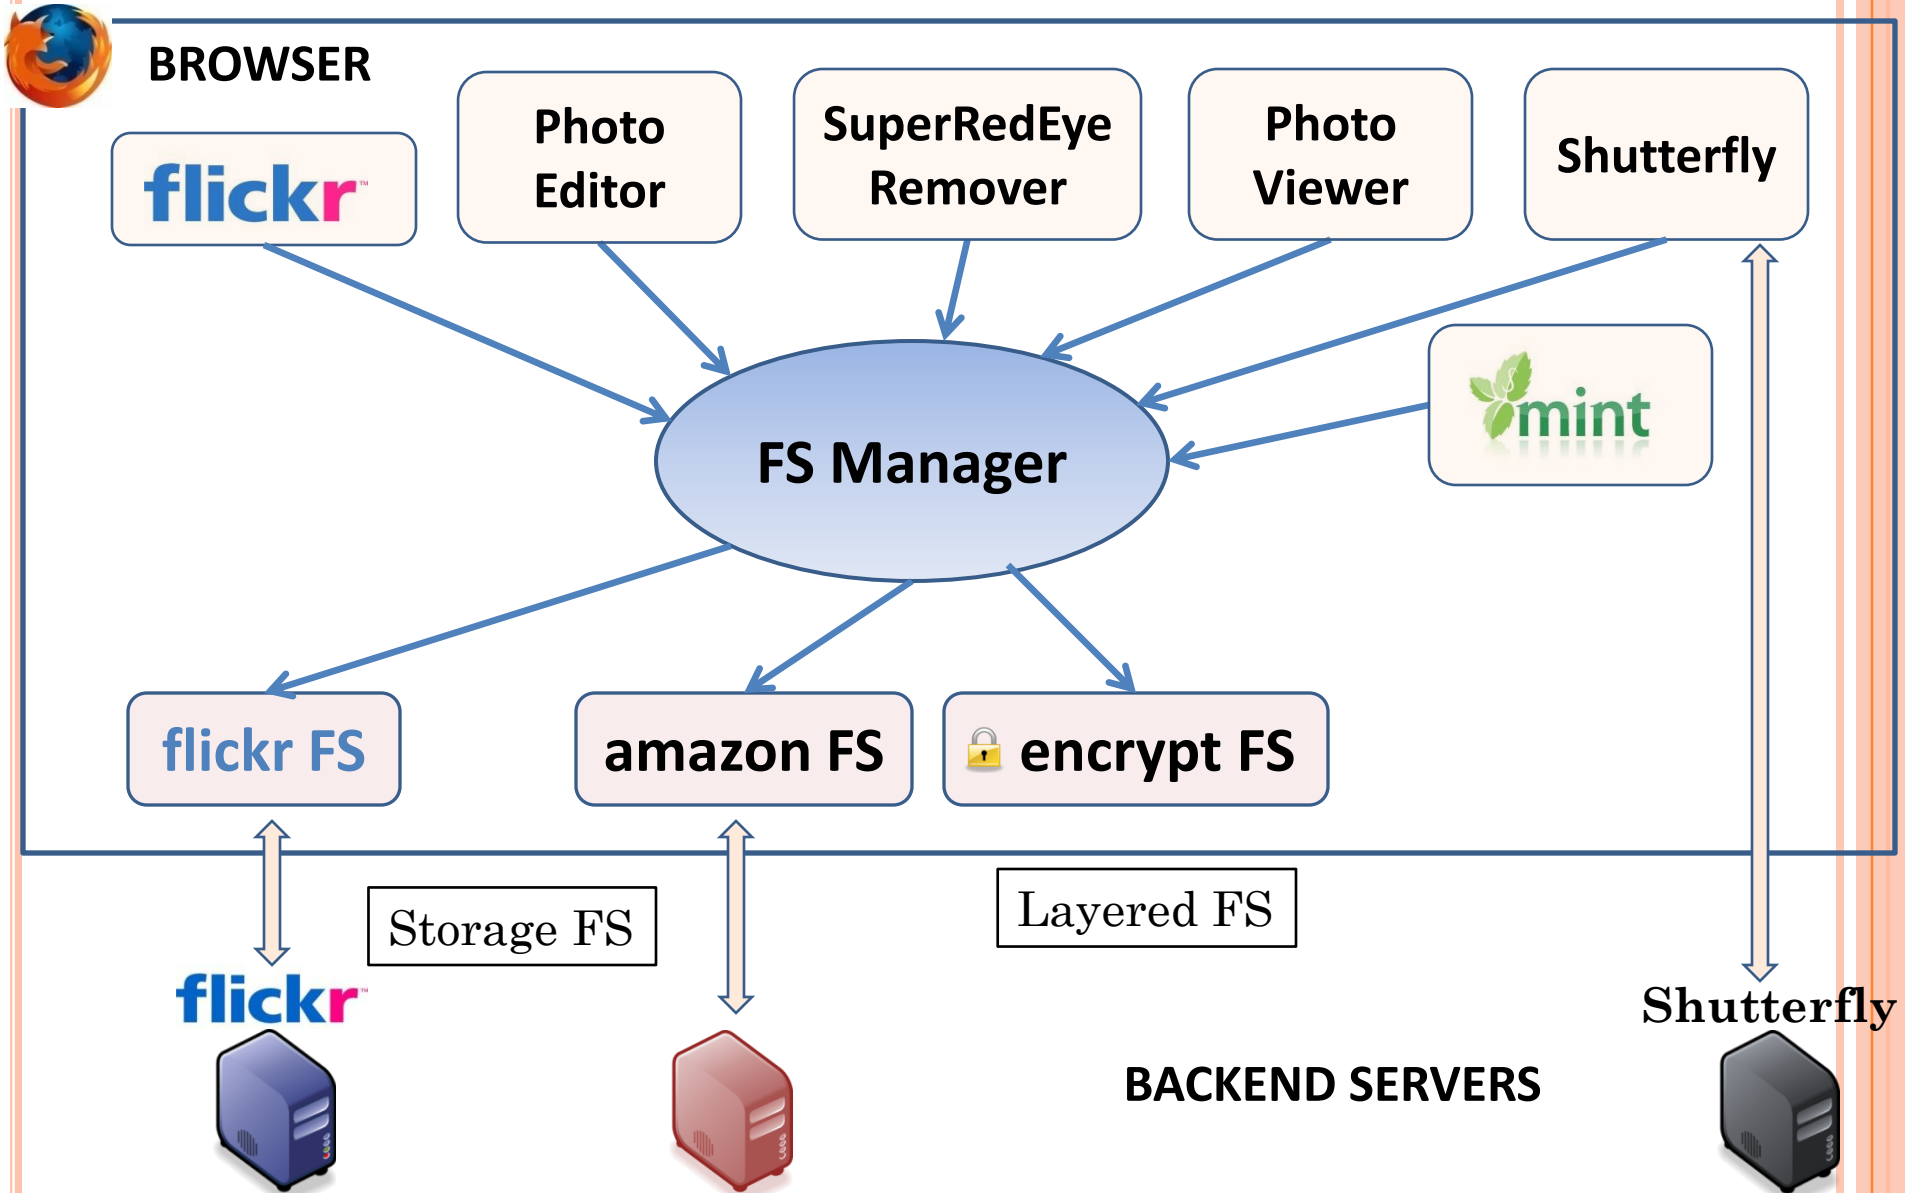 BROWSER
flickr
Photo
Editor
SuperRedEye
Remover
Photo
Viewer
Shutterfly
mint
FS Manager
flickr FS
amazon FS
encrypt FS
Storage FS
Layered FS
flickr
Shutterfly
BACKEND SERVERS